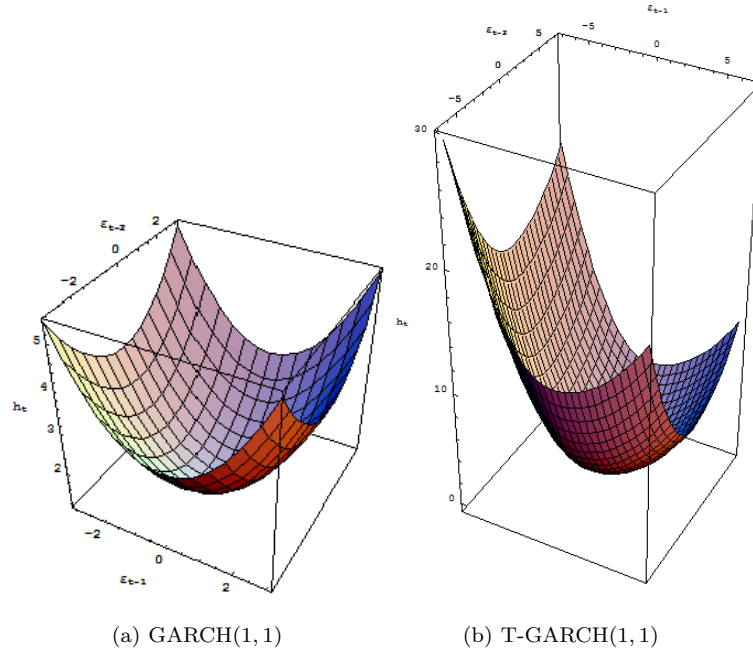 ε_{t-1}
-5 0 5
ε_{t-2}
-5 0 5
30
20
10
0
h_t
ε_{t-2}
-2 0 2
5
4
3
2
h_t
-2 0 2
ε_{t-1}
(a) GARCH(1, 1)
(b) T-GARCH(1, 1)